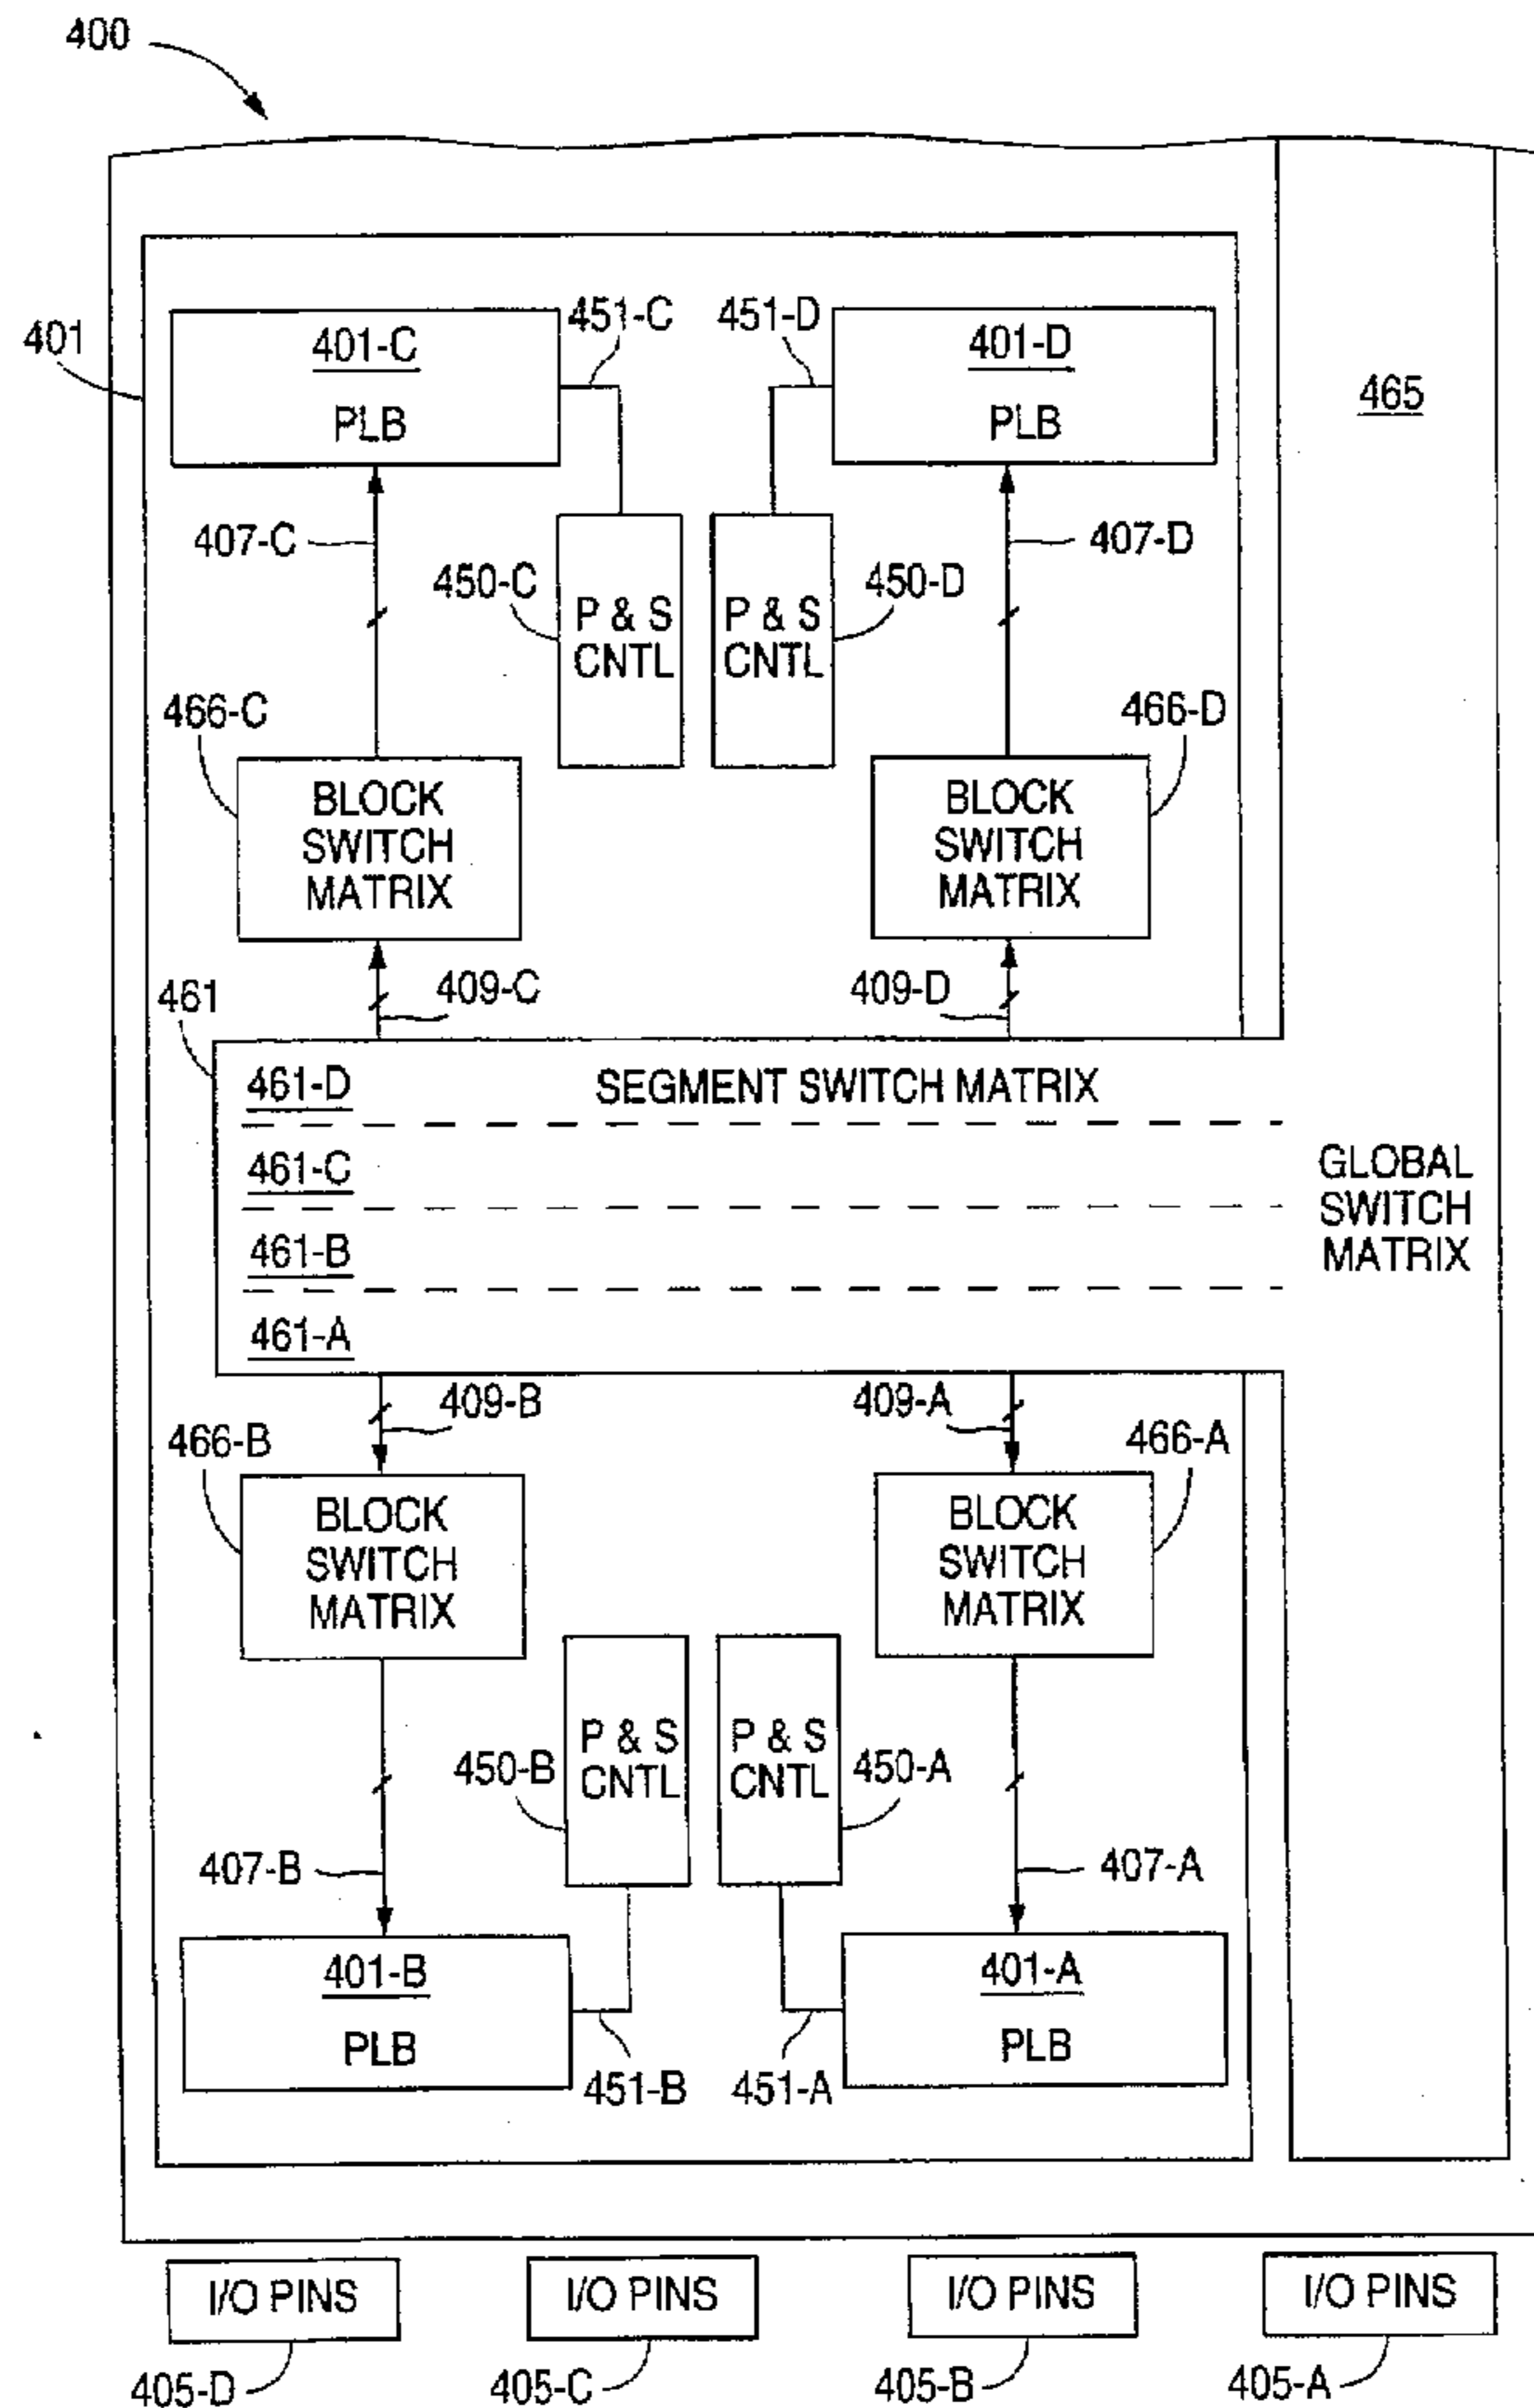 400
401
401-C
PLB
451-C
451-D
401-D
PLB
465
407-C
407-D
450-C
P & S
CNTL
P & S
CNTL
450-D
466-C
466-D
BLOCK
SWITCH
MATRIX
BLOCK
SWITCH
MATRIX
409-C
409-D
461
461-D
SEGMENT SWITCH MATRIX
461-C
461-B
461-A
GLOBAL
SWITCH
MATRIX
409-B
409-A
466-B
466-A
BLOCK
SWITCH
MATRIX
BLOCK
SWITCH
MATRIX
450-B
P & S
CNTL
P & S
CNTL
450-A
407-B
407-A
401-B
PLB
401-A
PLB
451-B
451-A
I/O PINS
I/O PINS
I/O PINS
I/O PINS
405-D
405-C
405-B
405-A